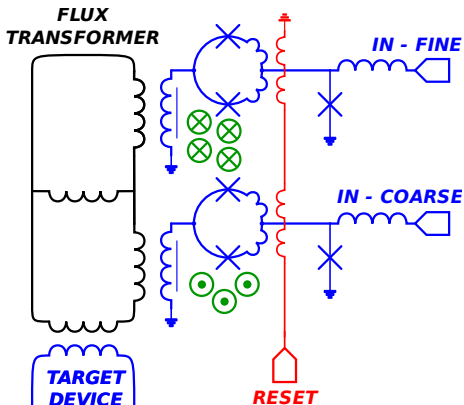 FLUX
TRANSFORMER
IN - FINE
IN - COARSE
TARGET
DEVICE
RESET